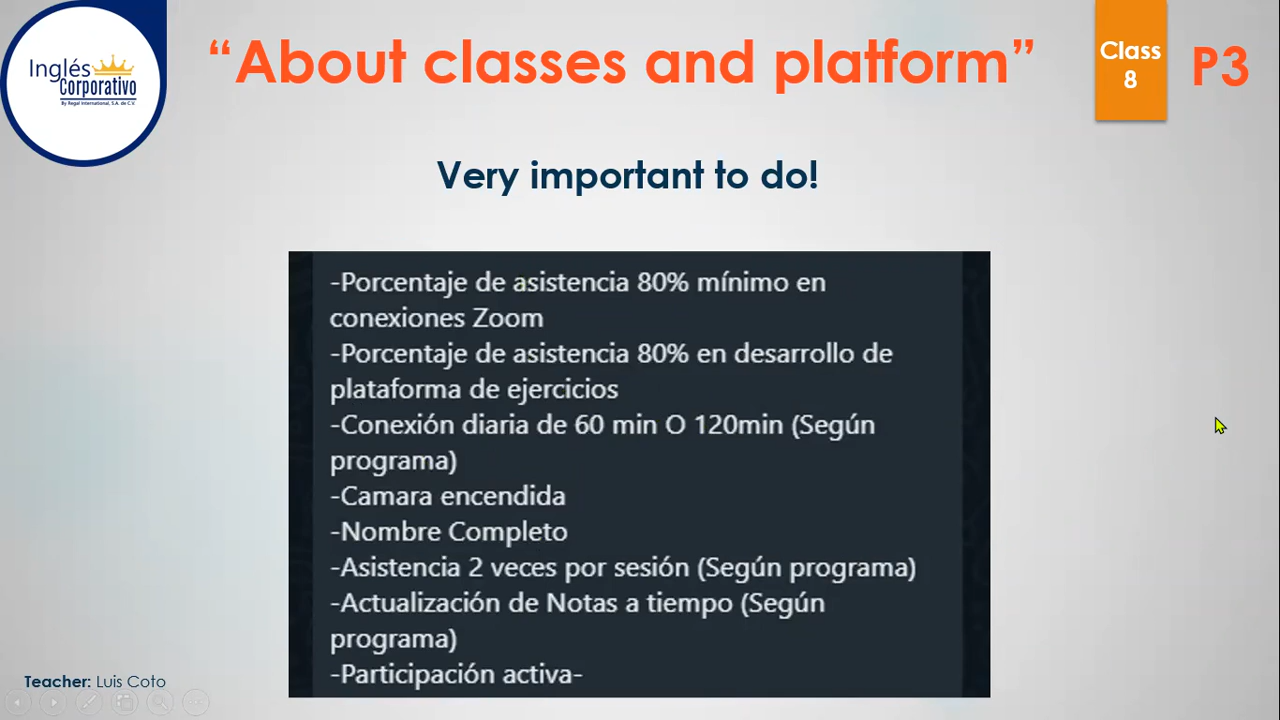 Inglés
Corporativo
By Regal International, S.A. de C.V.
“About classes and platform”
Class
8
P3
Very important to do!
-Porcentaje de asistencia 80% mínimo en
conexiones Zoom
-Porcentaje de asistencia 80% en desarrollo de
plataforma de ejercicios
-Conexión diaria de 60 min O 120min (Según
programa)
-Camara encendida
-Nombre Completo
-Asistencia 2 veces por sesión (Según programa)
-Actualización de Notas a tiempo (Según
programa)
-Participación activa-
Teacher: Luis Coto